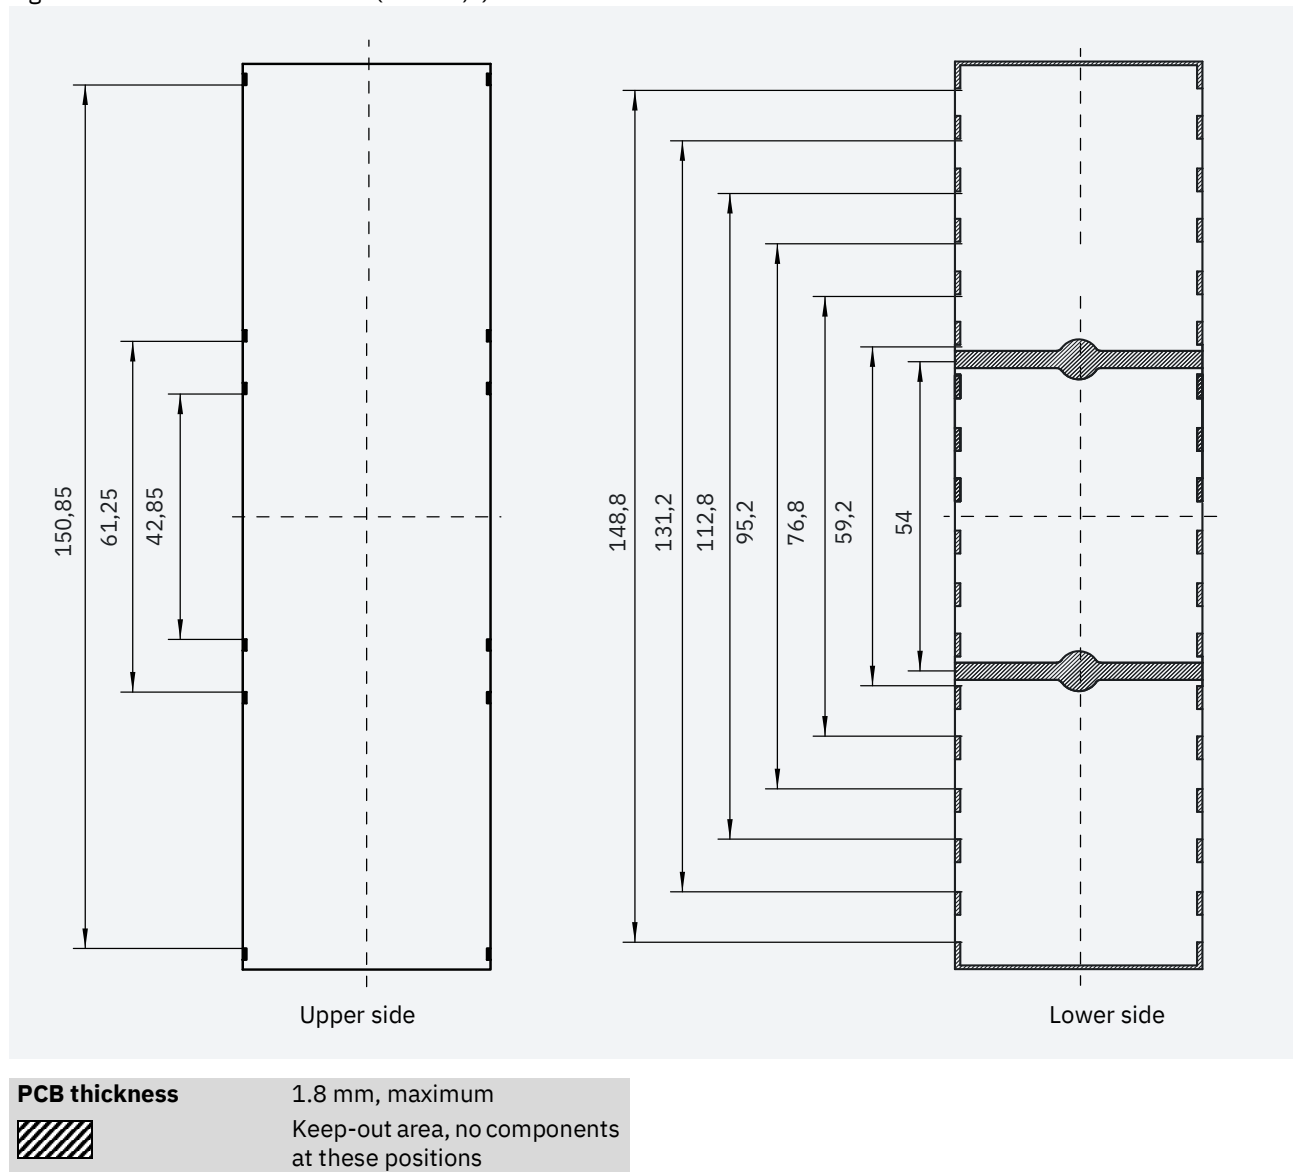 150,85
61,25
42,85
148,8
131,2
112,8
95,2
76,8
59,2
54
Upper side
Lower side
PCB thickness 1.8 mm, maximum
Keep-out area, no components
at these positions